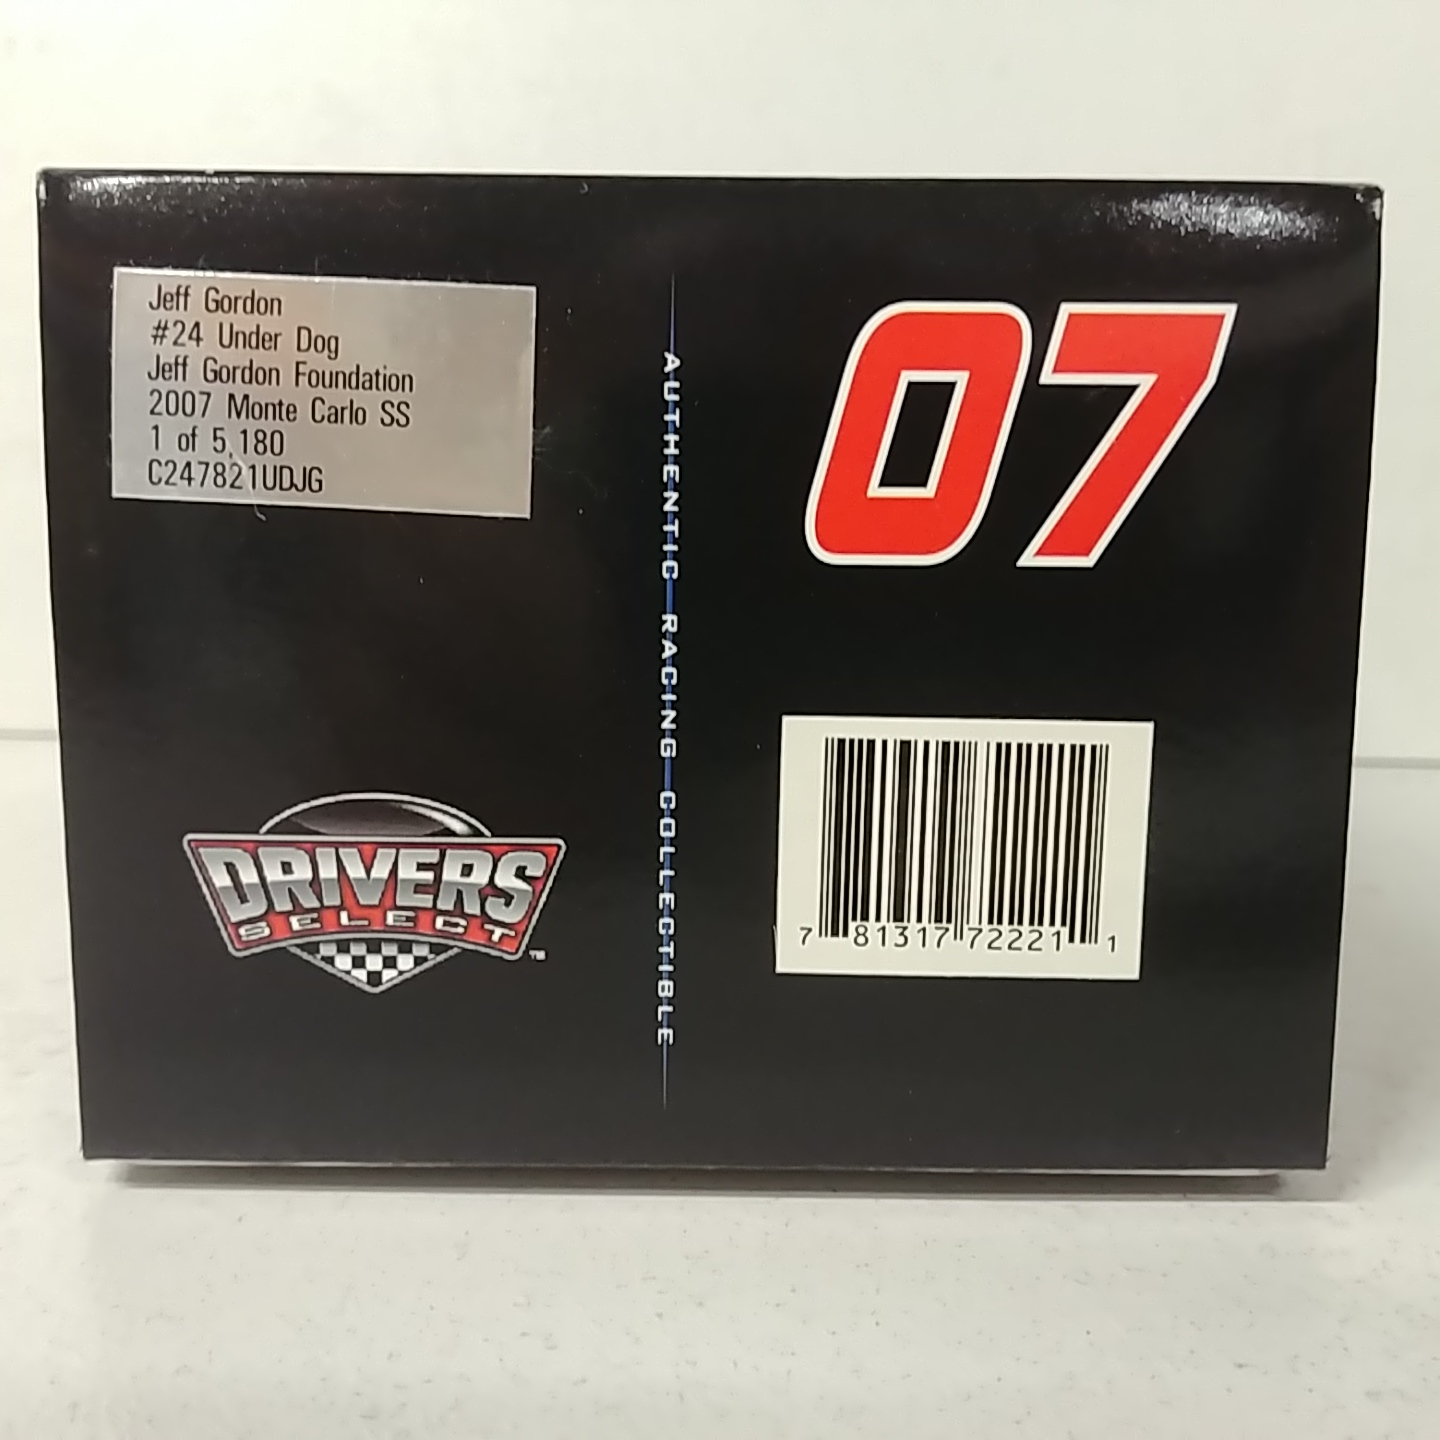 Jeff Gordon
#24 Under Dog
Jeff Gordon Foundation
2007 Monte Carlo SS
1 of 5,180
C247821UDJG
DRIVERS
SELECT
TM
AUTHENTIC RACING COLLECTIBLE
07
7 81317 72221 1